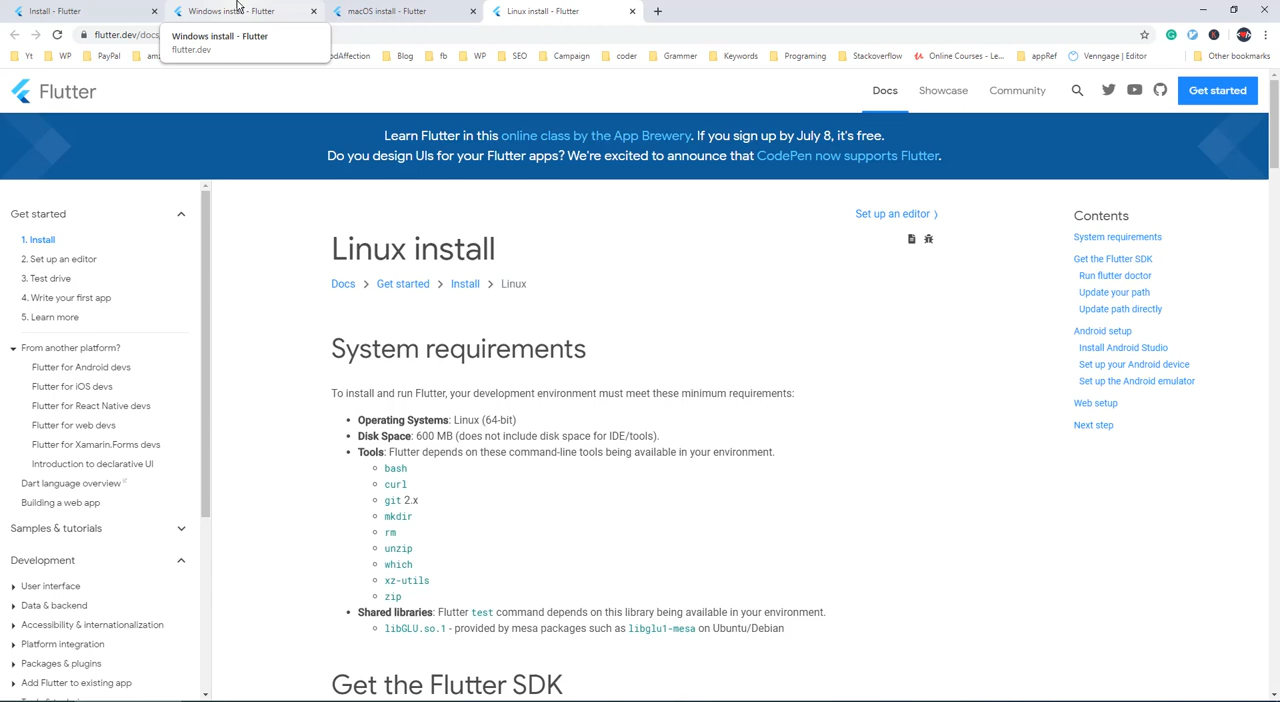 Install - Flutter
Windows install - Flutter
macOS install - Flutter
Linux install - Flutter
flutter.dev/docs
Windows install - Flutter
flutter.dev
Yt
WP
PayPal
Blog
fb
WP
SEO
Campaign
coder
Grammer
Keywords
Programing
Stackoverflow
Online Courses - Le...
appRef
Venngage | Editor
Other bookmarks
Flutter
Docs
Showcase
Community
Get started
Learn Flutter in this online class by the App Brewery. If you sign up by July 8, it's free.
Do you design UIs for your Flutter apps? We're excited to announce that CodePen now supports Flutter.
Get started
1. Install
2. Set up an editor
3. Test drive
4. Write your first app
5. Learn more
From another platform?
Flutter for Android devs
Flutter for iOS devs
Flutter for React Native devs
Flutter for web devs
Flutter for Xamarin.Forms devs
Introduction to declarative UI
Dart language overview
Building a web app
Samples & tutorials
Development
User interface
Data & backend
Accessibility & internationalization
Platform integration
Packages & plugins
Add Flutter to existing app
Set up an editor
Linux install
Docs > Get started > Install > Linux
System requirements
To install and run Flutter, your development environment must meet these minimum requirements:
Operating Systems: Linux (64-bit)
Disk Space: 600 MB (does not include disk space for IDE/tools).
Tools: Flutter depends on these command-line tools being available in your environment.
bash
curl
git 2.x
mkdir
rm
unzip
which
xz-utils
zip
Shared libraries: Flutter test command depends on this library being available in your environment.
libGLU.so.1 - provided by mesa packages such as libglu1-mesa on Ubuntu/Debian
Get the Flutter SDK
Contents
System requirements
Get the Flutter SDK
Run flutter doctor
Update your path
Update path directly
Android setup
Install Android Studio
Set up your Android device
Set up the Android emulator
Web setup
Next step